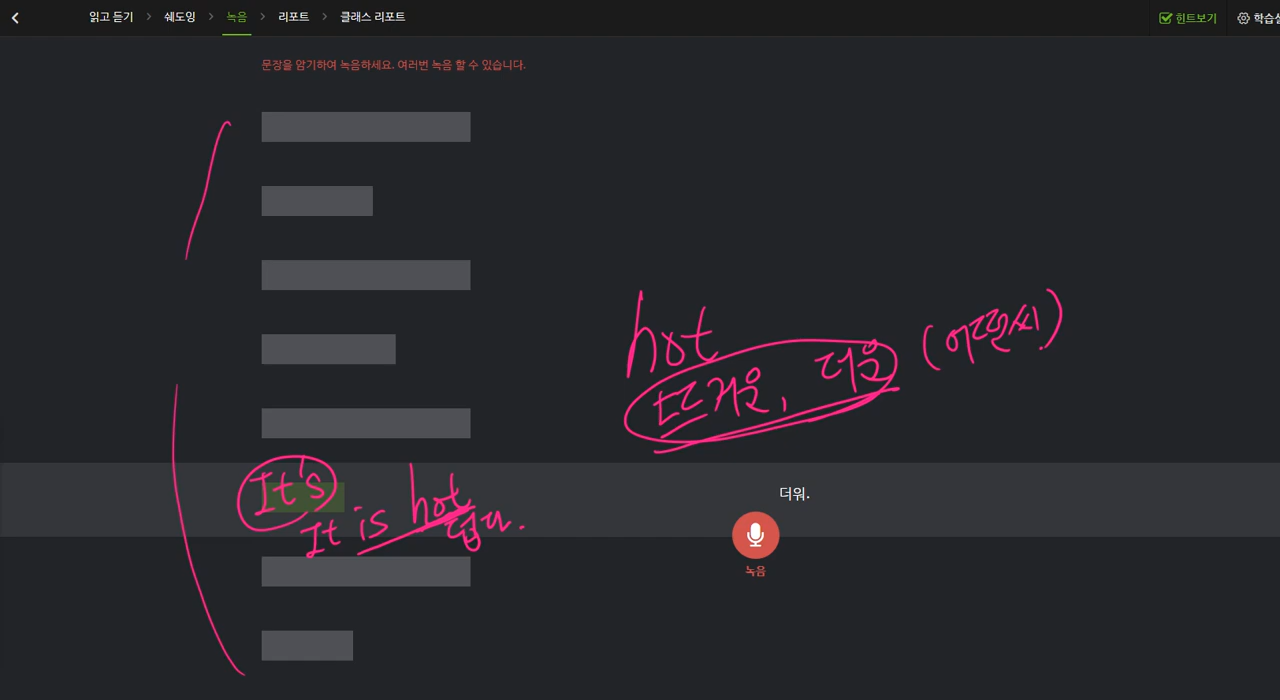 읽고 듣기 > 쉐도잉 > 녹음 > 리포트 > 클래스 리포트
힌트보기
문장을 암기하여 녹음하세요. 여러번 녹음 할 수 있습니다.
hot
뜨거운, 더운 (어떤씨)
It's
더워.
It is hot
덥다.
녹음